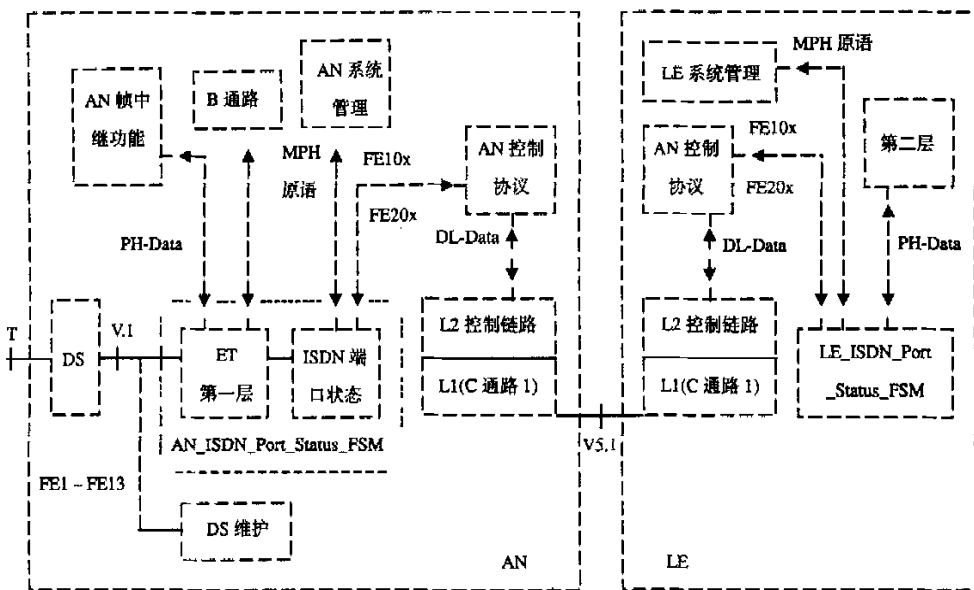 AN 帧中
继功能
B 通路
AN 系统
管理
MPH
原语
FE10x
FE20x
AN 控制
协议
PH-Data
DL-Data
T
DS
V.1
ET
第一层
ISDN 端
口状态
AN_ISDN_Port_Status_FSM
L2 控制链路
L1(C 通路 1)
FE1~FE13
DS 维护
AN
V5.1
MPH 原语
LE 系统管理
FE10x
AN 控制
协议
FE20x
第二层
DL-Data
PH-Data
L2 控制链路
L1(C 通路 1)
LE_ISDN_Port
_Status_FSM
LE